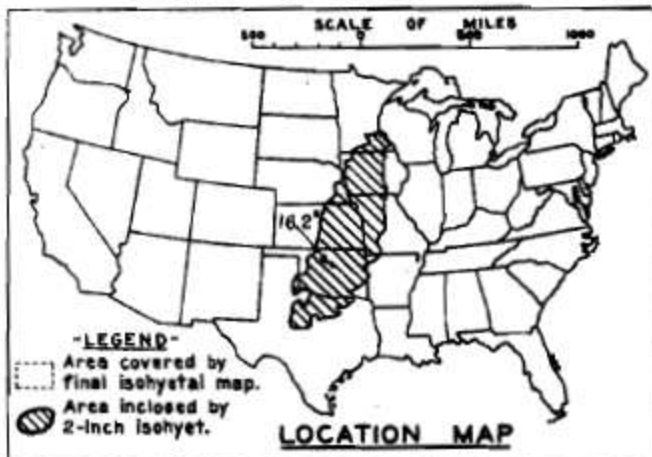 SCALE OF MILES
500 0 500 1000
16.2"
-LEGEND-
Area covered by
final isohyetal map.
Area inclosed by
2-inch isohyet.
LOCATION MAP